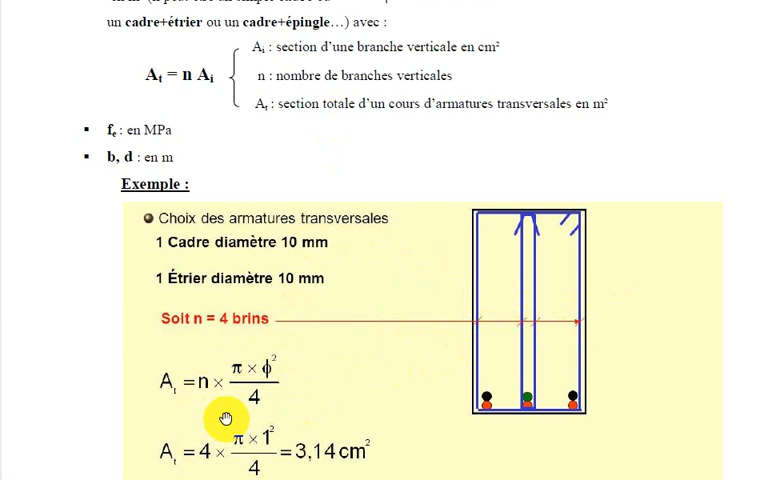 un cadre+étrier ou un cadre+épingle…) avec :
Ai : section d'une branche verticale en cm²
At = n Ai
n : nombre de branches verticales
At : section totale d'un cours d'armatures transversales en m²
▪ fe : en MPa
▪ b, d : en m
Exemple :
Choix des armatures transversales
1 Cadre diamètre 10 mm
1 Étrier diamètre 10 mm
Soit n = 4 brins
At = n × π × ϕ² / 4
At = 4 × π × 1² / 4 = 3,14 cm²